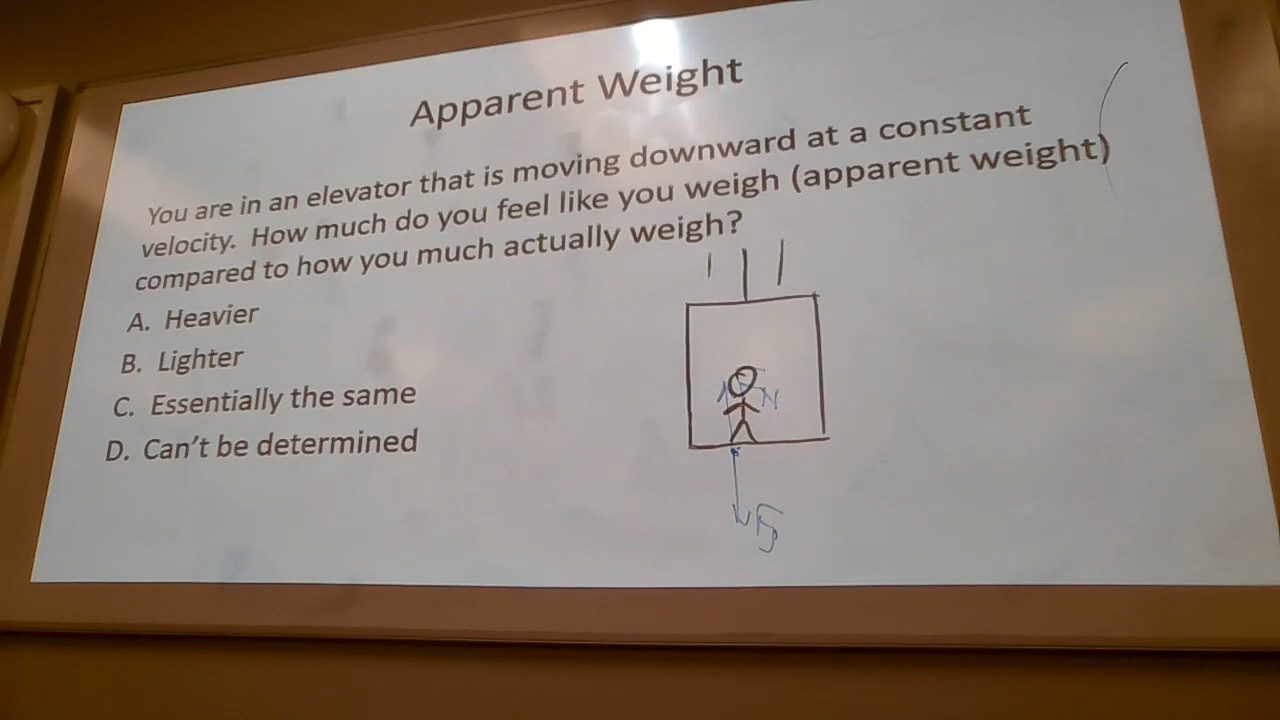 Apparent Weight
You are in an elevator that is moving downward at a constant
velocity. How much do you feel like you weigh (apparent weight)
compared to how you much actually weigh?
A. Heavier
B. Lighter
C. Essentially the same
D. Can't be determined
FN
Fg